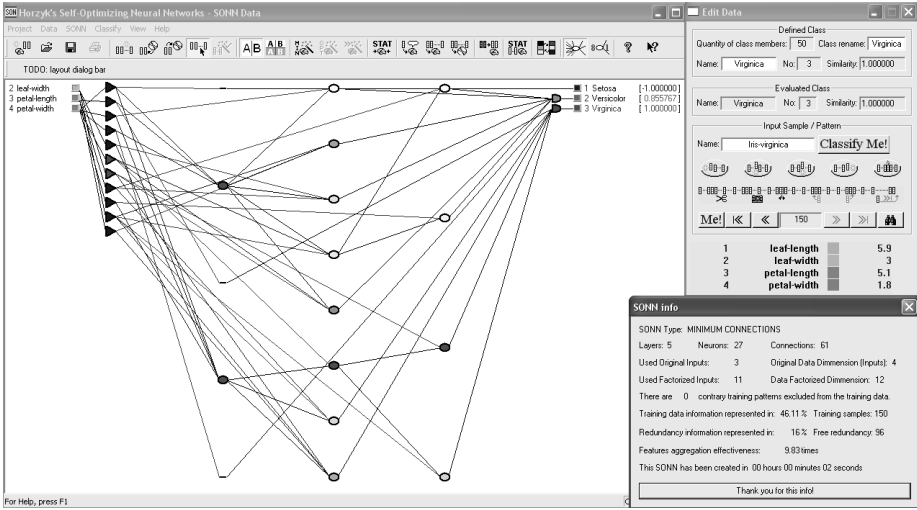 Horzyk's Self-Optimizing Neural Networks - SONN Data
Project Data SONN Classify View Help
A|B STAT STAT ?
TODO: layout dialog bar
2 leaf-width
3 petal-length
4 petal-width
1 Setosa [-1.000000]
2 Versicolor [ 0.855767]
3 Virginica [ 1.000000]
For Help, press F1
Edit Data
Defined Class
Quantity of class members: 50 Class rename: Virginica
Name: Virginica No: 3 Similarity: 1.000000
Evaluated Class
Name: Virginica No: 3 Similarity: 1.000000
Input Sample / Pattern
Name: Iris-virginica Classify Me!
Me! 150
1 leaf-length 5.9
2 leaf-width 3
3 petal-length 5.1
4 petal-width 1.8
SONN info
SONN Type: MINIMUM CONNECTIONS
Layers: 5 Neurons: 27 Connections: 61
Used Original Inputs: 3 Original Data Dimmension (Inputs): 4
Used Factorized Inputs: 11 Data Factorized Dimmension: 12
There are 0 contrary training patterns excluded from the training data.
Training data information represented in: 46.11 % Training samples: 150
Redundancy information represented in: 16 % Free redundancy: 96
Features aggregation effectiveness: 9.83 times
This SONN has been created in 00 hours 00 minutes 02 seconds
Thank you for this info!